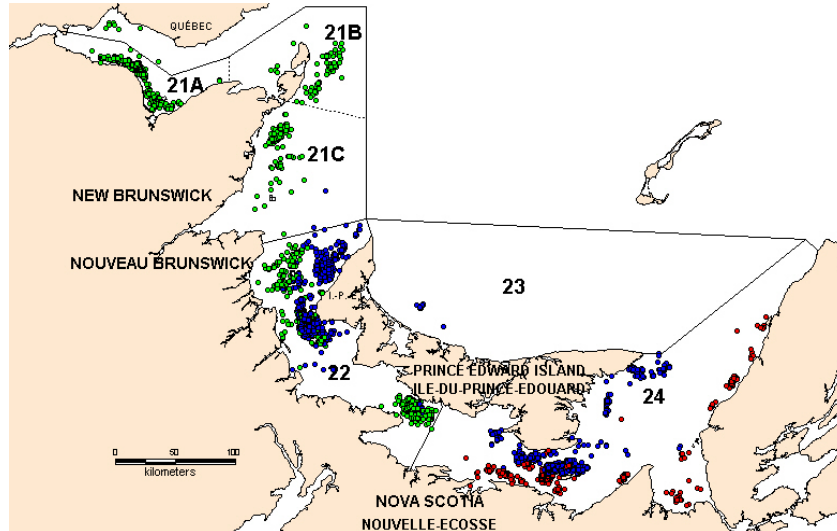 QUÉBEC
21B
21A
21C
NEW BRUNSWICK
NOUVEAU BRUNSWICK
23
I.-P.-É.
22
PRINCE EDWARD ISLAND
ILE-DU-PRINCE-EDOUARD
24
0 50 100
kilometers
NOVA SCOTIA
NOUVELLE-ECOSSE